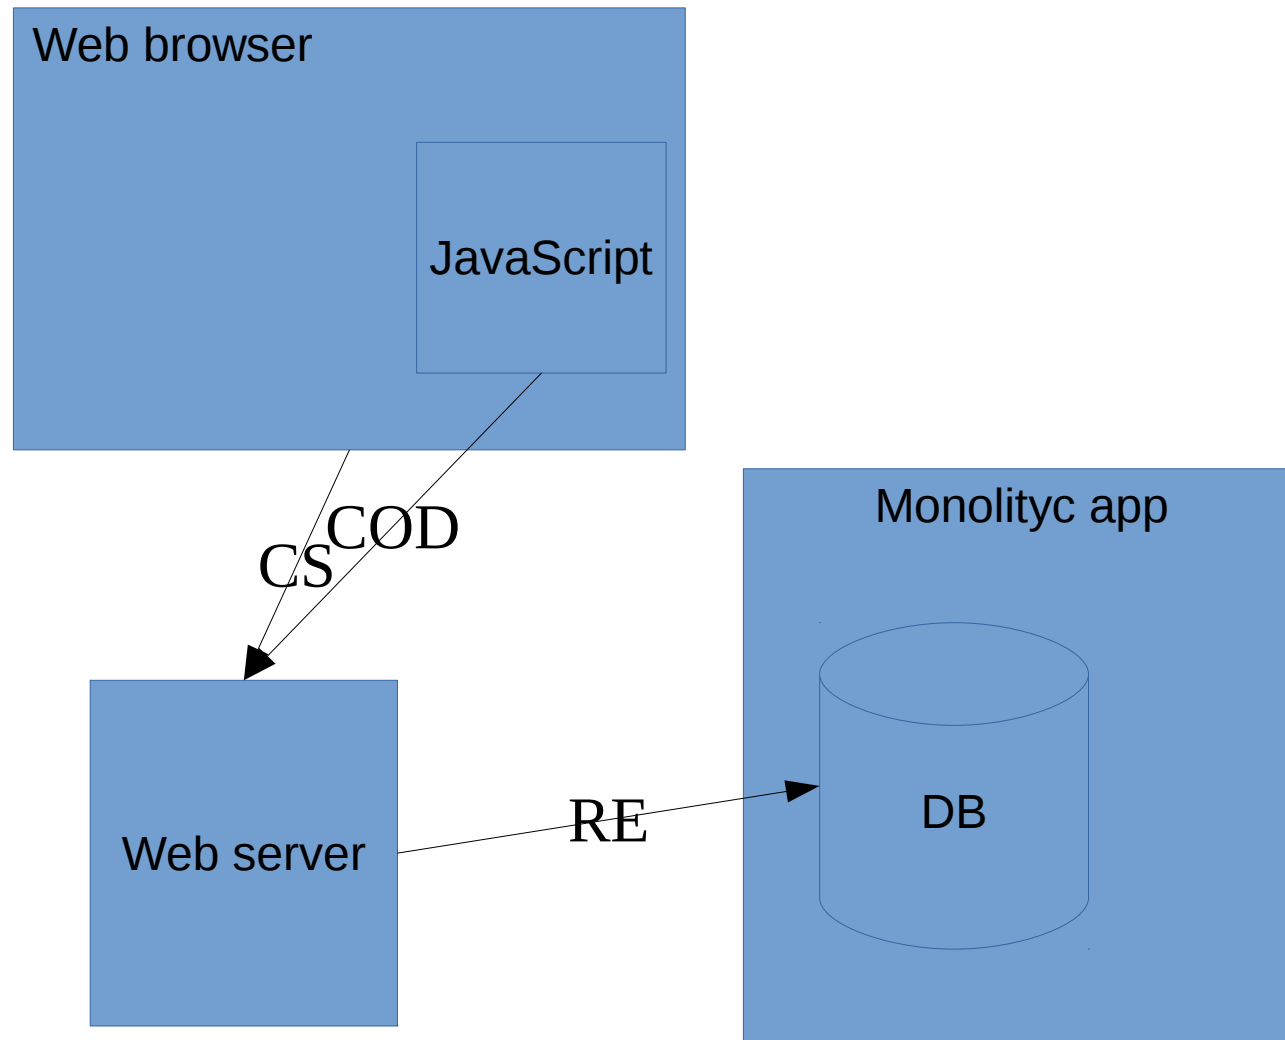 Web browser
JavaScript
COD
CS
Monolityc app
RE
DB
Web server